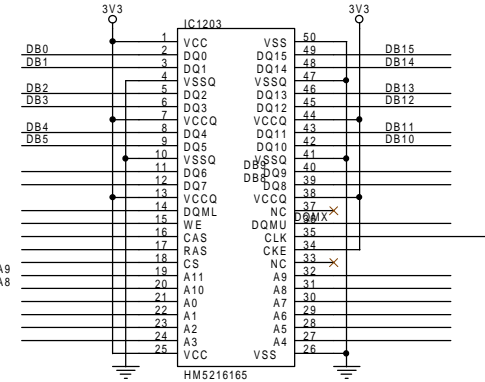 3V3 3V3
IC1203
1 VCC VSS 50
DB0 2 DQ0 DQ15 49 DB15
DB1 3 DQ1 DQ14 48 DB14
4 VSSQ VSSQ 47
DB2 5 DQ2 DQ13 46 DB13
DB3 6 DQ3 DQ12 45 DB12
7 VCCQ VCCQ 44
DB4 8 DQ4 DQ11 43 DB11
DB5 9 DQ5 DQ10 42 DB10
10 VSSQ VSSQ 41
11 DQ6 DB9 DQ9 40
12 DQ7 DB8 DQ8 39
13 VCCQ VCCQ 38
14 DQML NC 37
15 WE DQMU 36 DQMX
16 CAS CLK 35
17 RAS CKE 34
18 CS NC 33
A9 19 A11 A9 32
A8 20 A10 A8 31
21 A0 A7 30
22 A1 A6 29
23 A2 A5 28
24 A3 A4 27
25 VCC VSS 26
HM5216165